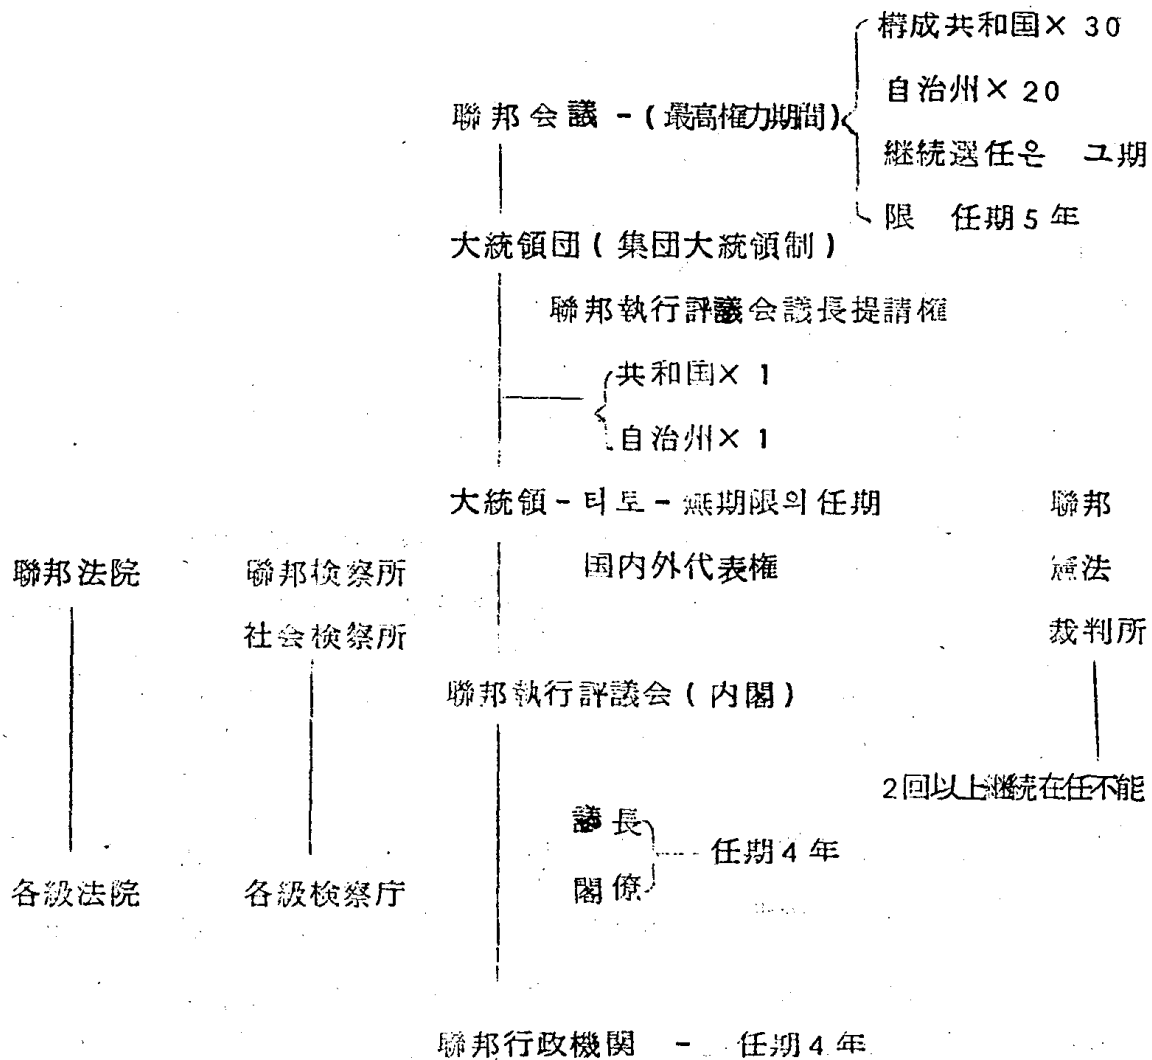 構成共和国× 30
自治州× 20
聯邦会議 - (最高権力期間)
継続選任은 그期
限 任期5年
大統領団 (集団大統領制)
聯邦執行評議会議長提請権
共和国× 1
自治州× 1
大統領 - 티토 - 無期限의任期
国内外代表権
聯邦
憲法
裁判所
2回以上継続在任不能
聯邦法院
各級法院
聯邦検察所
社会検察所
各級検察庁
聯邦執行評議会 (内閣)
議長
閣僚
任期4年
聯邦行政機関 - 任期4年